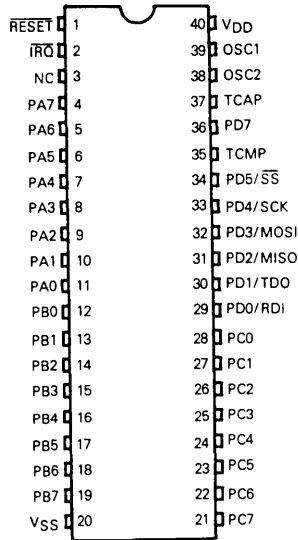 RESET 1 40 VDD
IRQ 2 39 OSC1
NC 3 38 OSC2
PA7 4 37 TCAP
PA6 5 36 PD7
PA5 6 35 TCMP
PA4 7 34 PD5/SS
PA3 8 33 PD4/SCK
PA2 9 32 PD3/MOSI
PA1 10 31 PD2/MISO
PA0 11 30 PD1/TDO
PB0 12 29 PD0/RDI
PB1 13 28 PC0
PB2 14 27 PC1
PB3 15 26 PC2
PB4 16 25 PC3
PB5 17 24 PC4
PB6 18 23 PC5
PB7 19 22 PC6
VSS 20 21 PC7